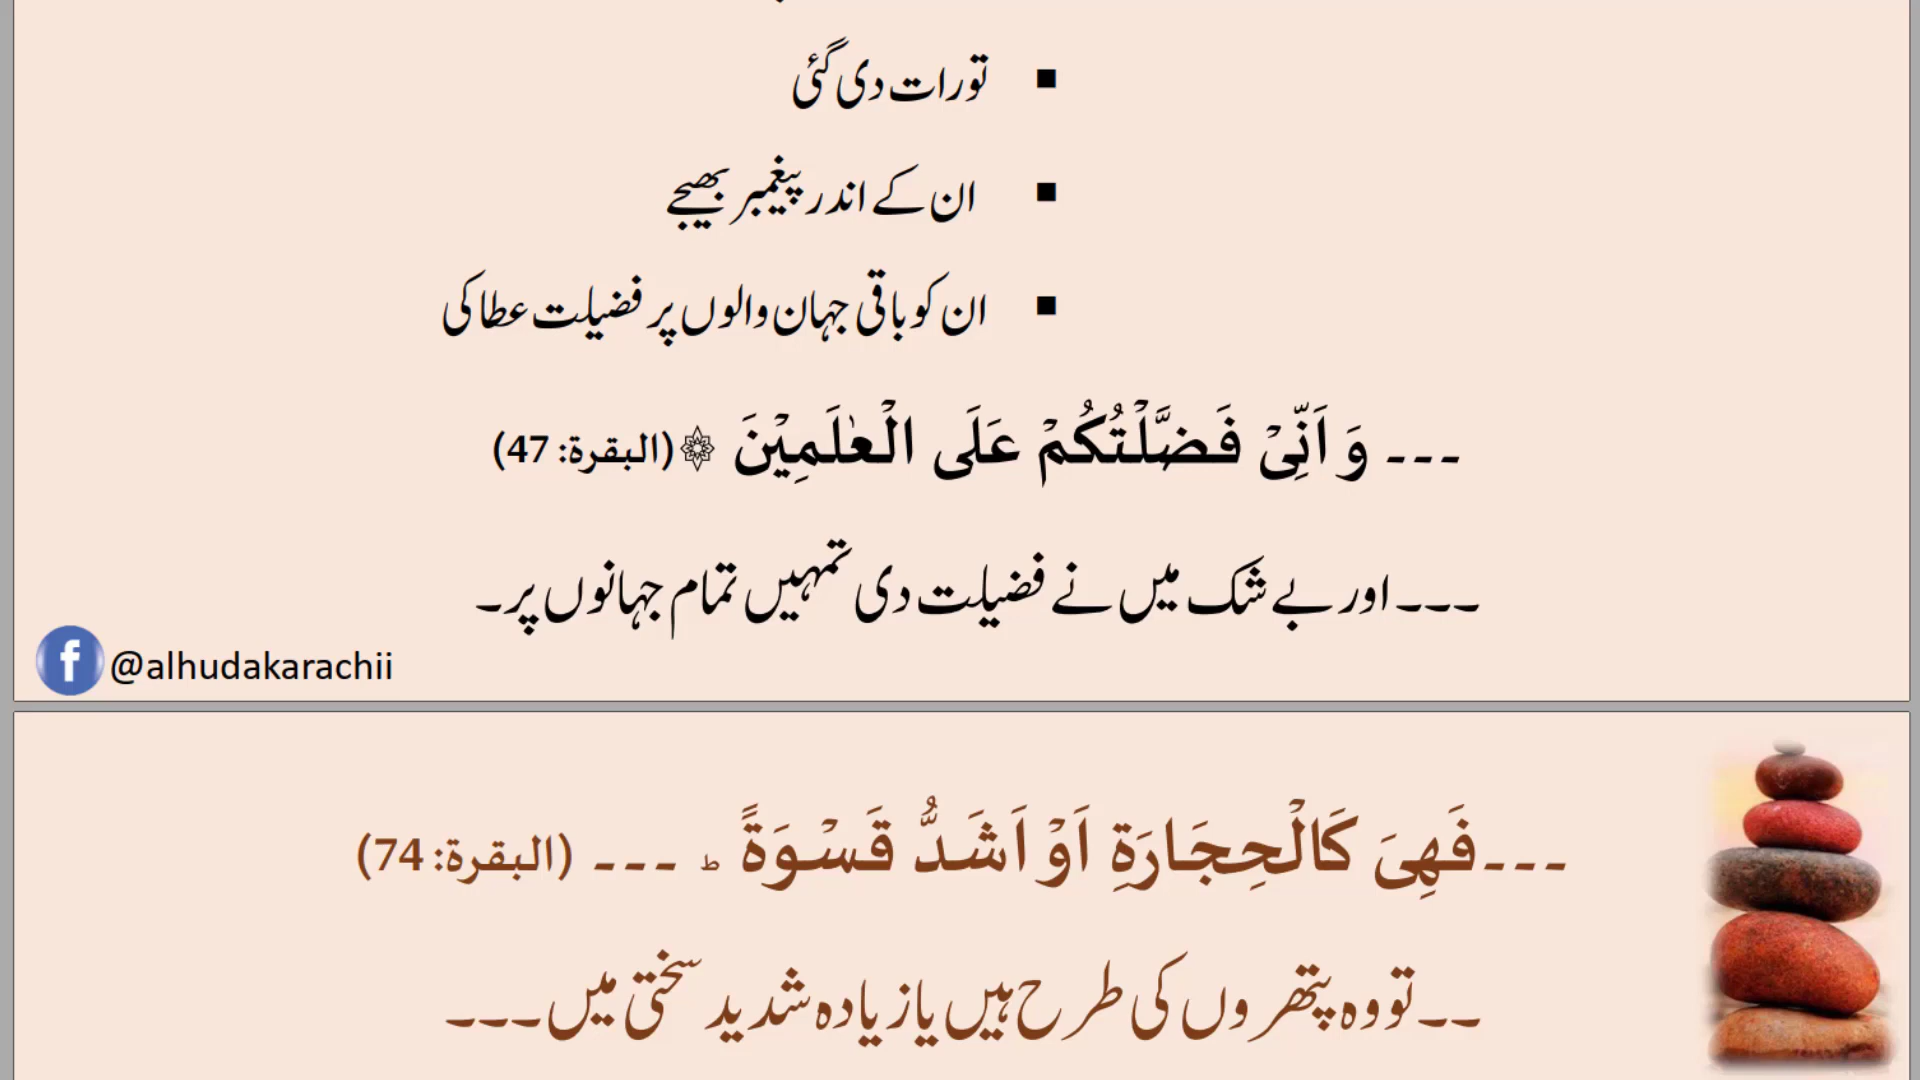 ▪ تورات دی گئی
▪ ان کے اندر پیغمبر بھیجے
▪ ان کو باقی جہان والوں پر فضیلت عطا کی
۔۔۔ وَ اَنِّیْ فَضَّلْتُكُمْ عَلَی الْعٰلَمِیْنَ ۞ (البقرة: 47)
۔۔۔ اور بے شک میں نے فضیلت دی تمہیں تمام جہانوں پر۔
f @alhudakarachii
۔۔۔فَهِیَ كَالْحِجَارَةِ اَوْ اَشَدُّ قَسْوَةً ؕ ۔۔۔ (البقرة: 74)
۔۔تو وہ پتھروں کی طرح ہیں یا زیادہ شدید سختی میں۔۔۔